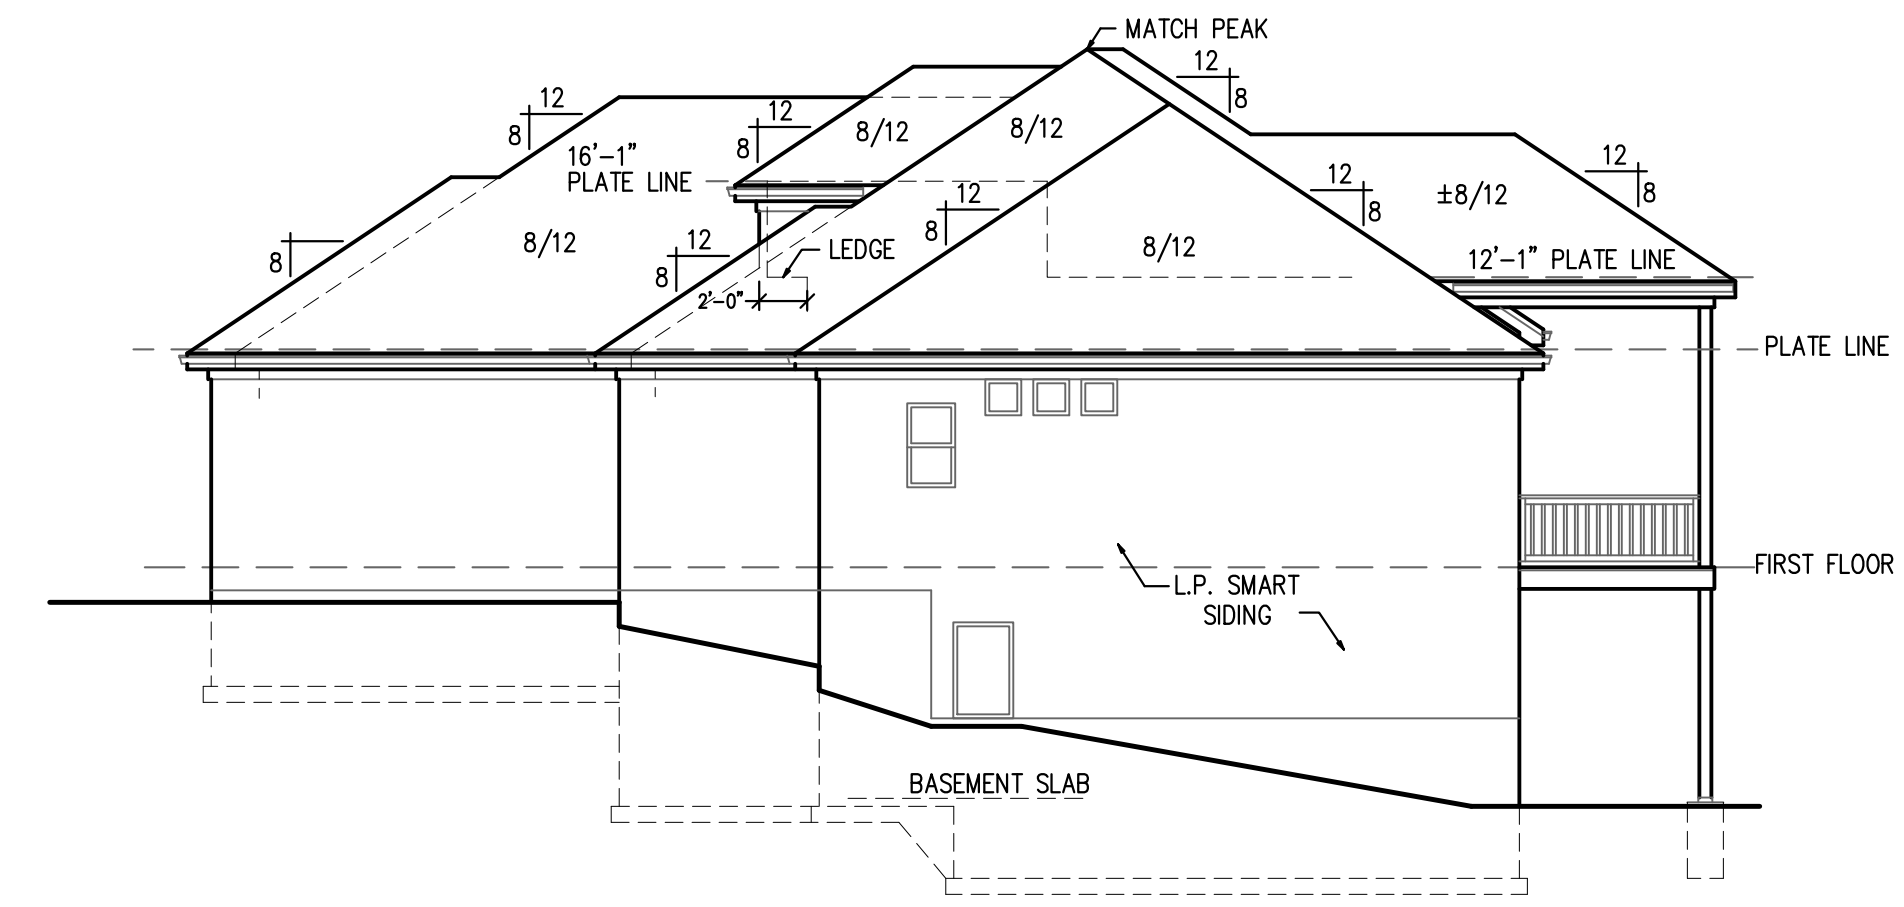 MATCH PEAK
12
8
12
8
12
8
8/12
8/12
16'-1"
PLATE LINE
12
8
±8/12
12
8
12
8
8/12
12
8
8/12
12
8
LEDGE
12'-1" PLATE LINE
2'-0"
PLATE LINE
FIRST FLOOR
L.P. SMART
SIDING
BASEMENT SLAB
8